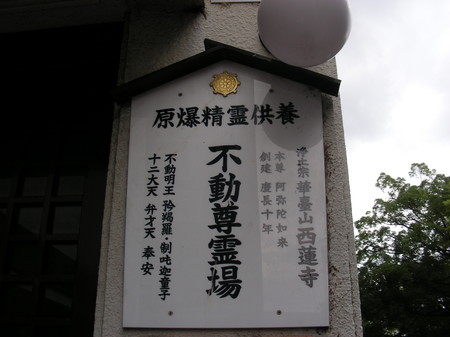 原爆精霊供養
浄土宗 華臺山 西蓮寺
本尊 阿弥陀如来
創建 慶長十年
不動尊霊場
不動明王 矜羯羅・制吒迦童子
十二大天 弁才天 奉安